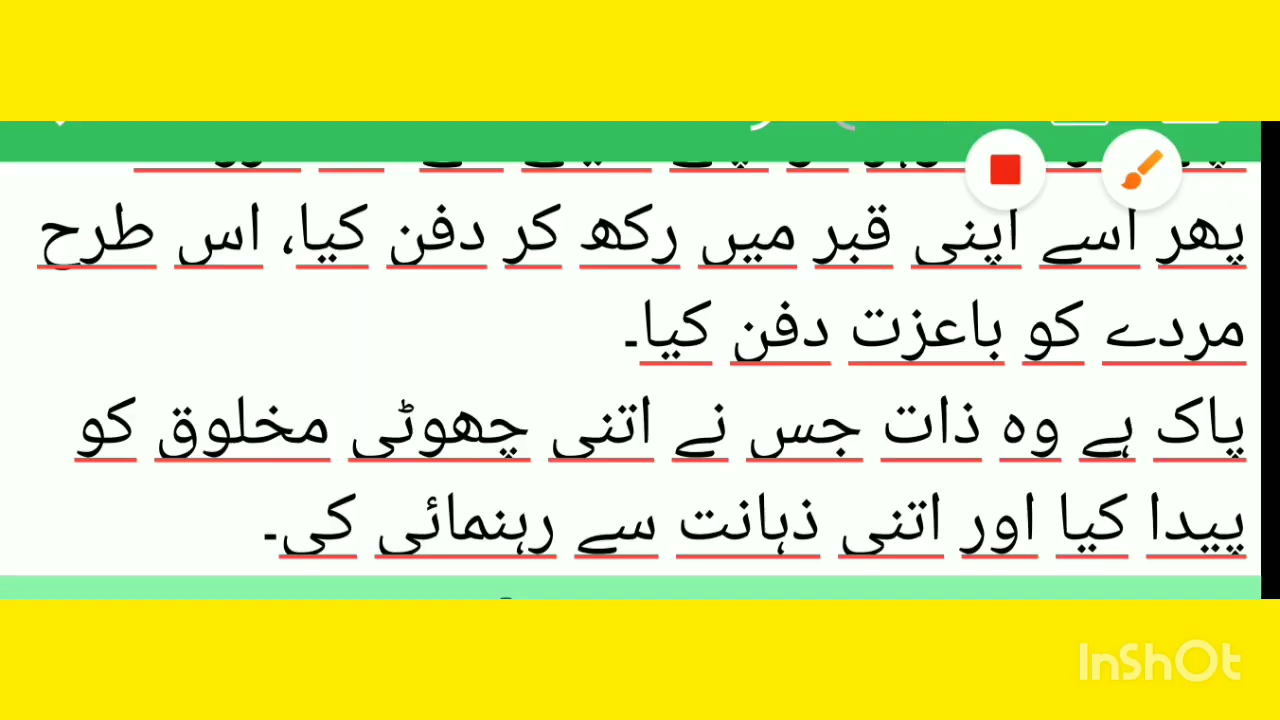 پھر اسے اپنی قبر میں رکھ کر دفن کیا، اس طرح
مردے کو باعزت دفن کیا۔
پاک ہے وہ ذات جس نے اتنی چھوٹی مخلوق کو
پیدا کیا اور اتنی ذہانت سے رہنمائی کی۔
InShOt